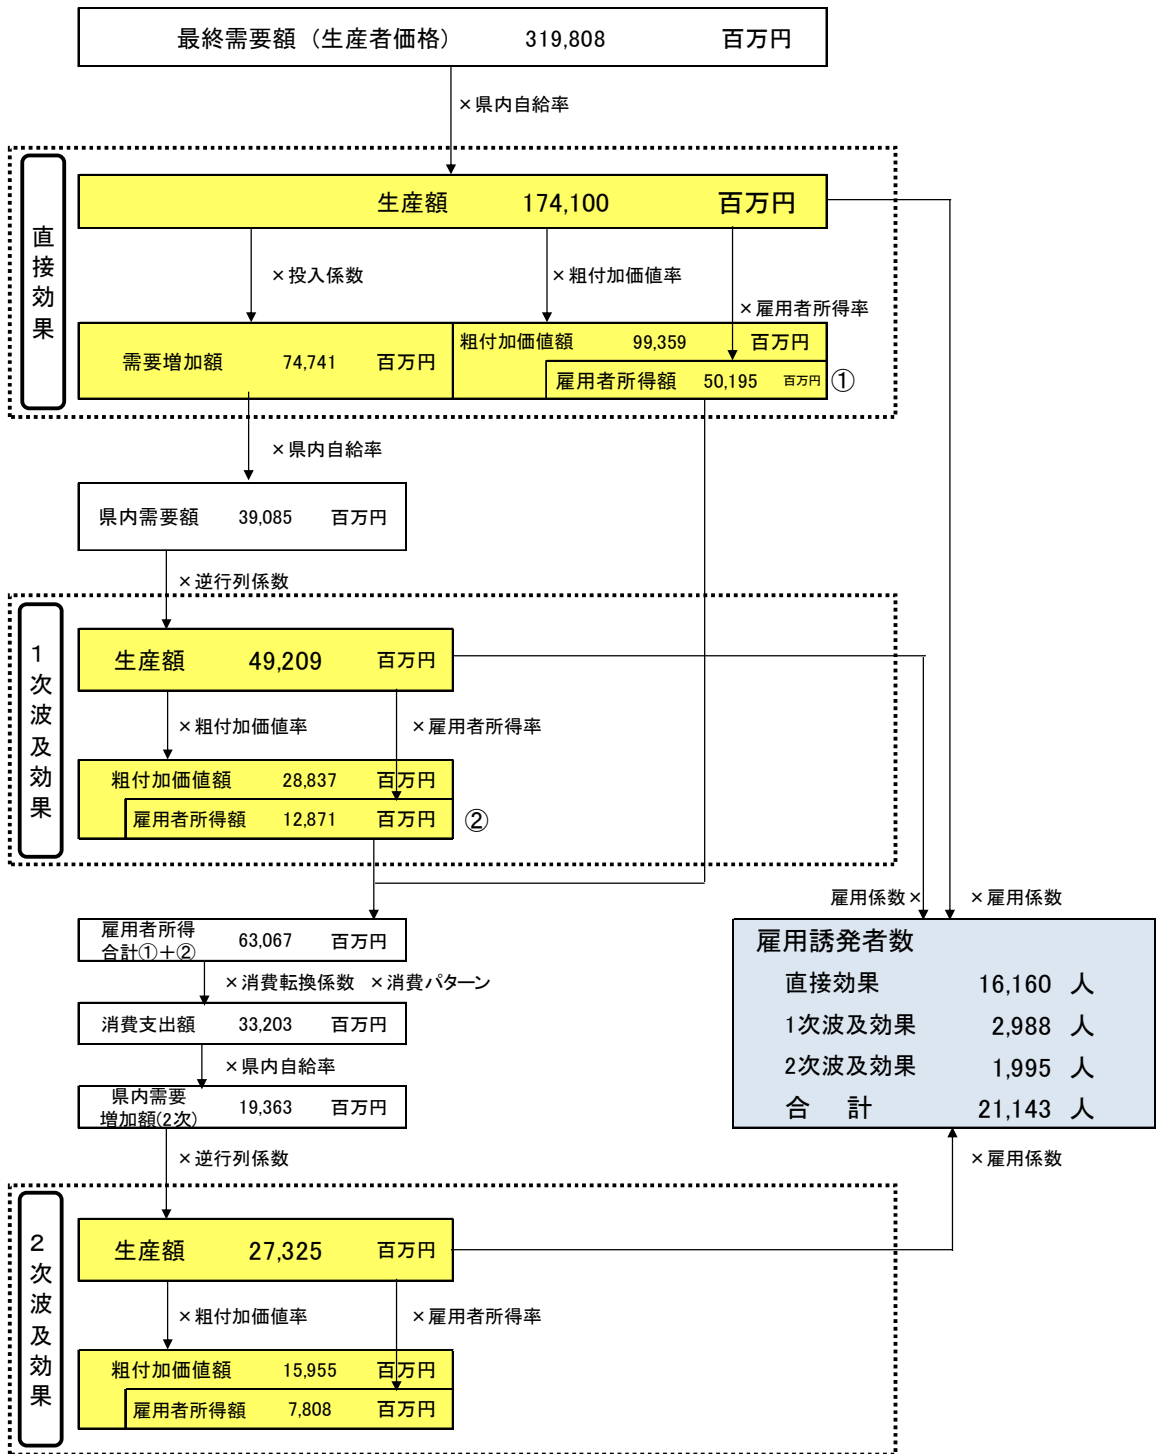 最終需要額（生産者価格） 319,808 百万円
×県内自給率
直接効果
生産額 174,100 百万円
×投入係数
×粗付加価値率
×雇用者所得率
需要増加額 74,741 百万円
粗付加価値額 99,359 百万円
雇用者所得額 50,195 百万円 ①
×県内自給率
県内需要額 39,085 百万円
×逆行列係数
1次波及効果
生産額 49,209 百万円
×粗付加価値率
×雇用者所得率
粗付加価値額 28,837 百万円
雇用者所得額 12,871 百万円 ②
雇用係数×
×雇用係数
雇用者所得
合計①＋②
63,067 百万円
×消費転換係数 ×消費パターン
消費支出額 33,203 百万円
×県内自給率
県内需要
増加額(2次)
19,363 百万円
雇用誘発者数
直接効果 16,160 人
1次波及効果 2,988 人
2次波及効果 1,995 人
合 計 21,143 人
×逆行列係数
×雇用係数
2次波及効果
生産額 27,325 百万円
×粗付加価値率
×雇用者所得率
粗付加価値額 15,955 百万円
雇用者所得額 7,808 百万円